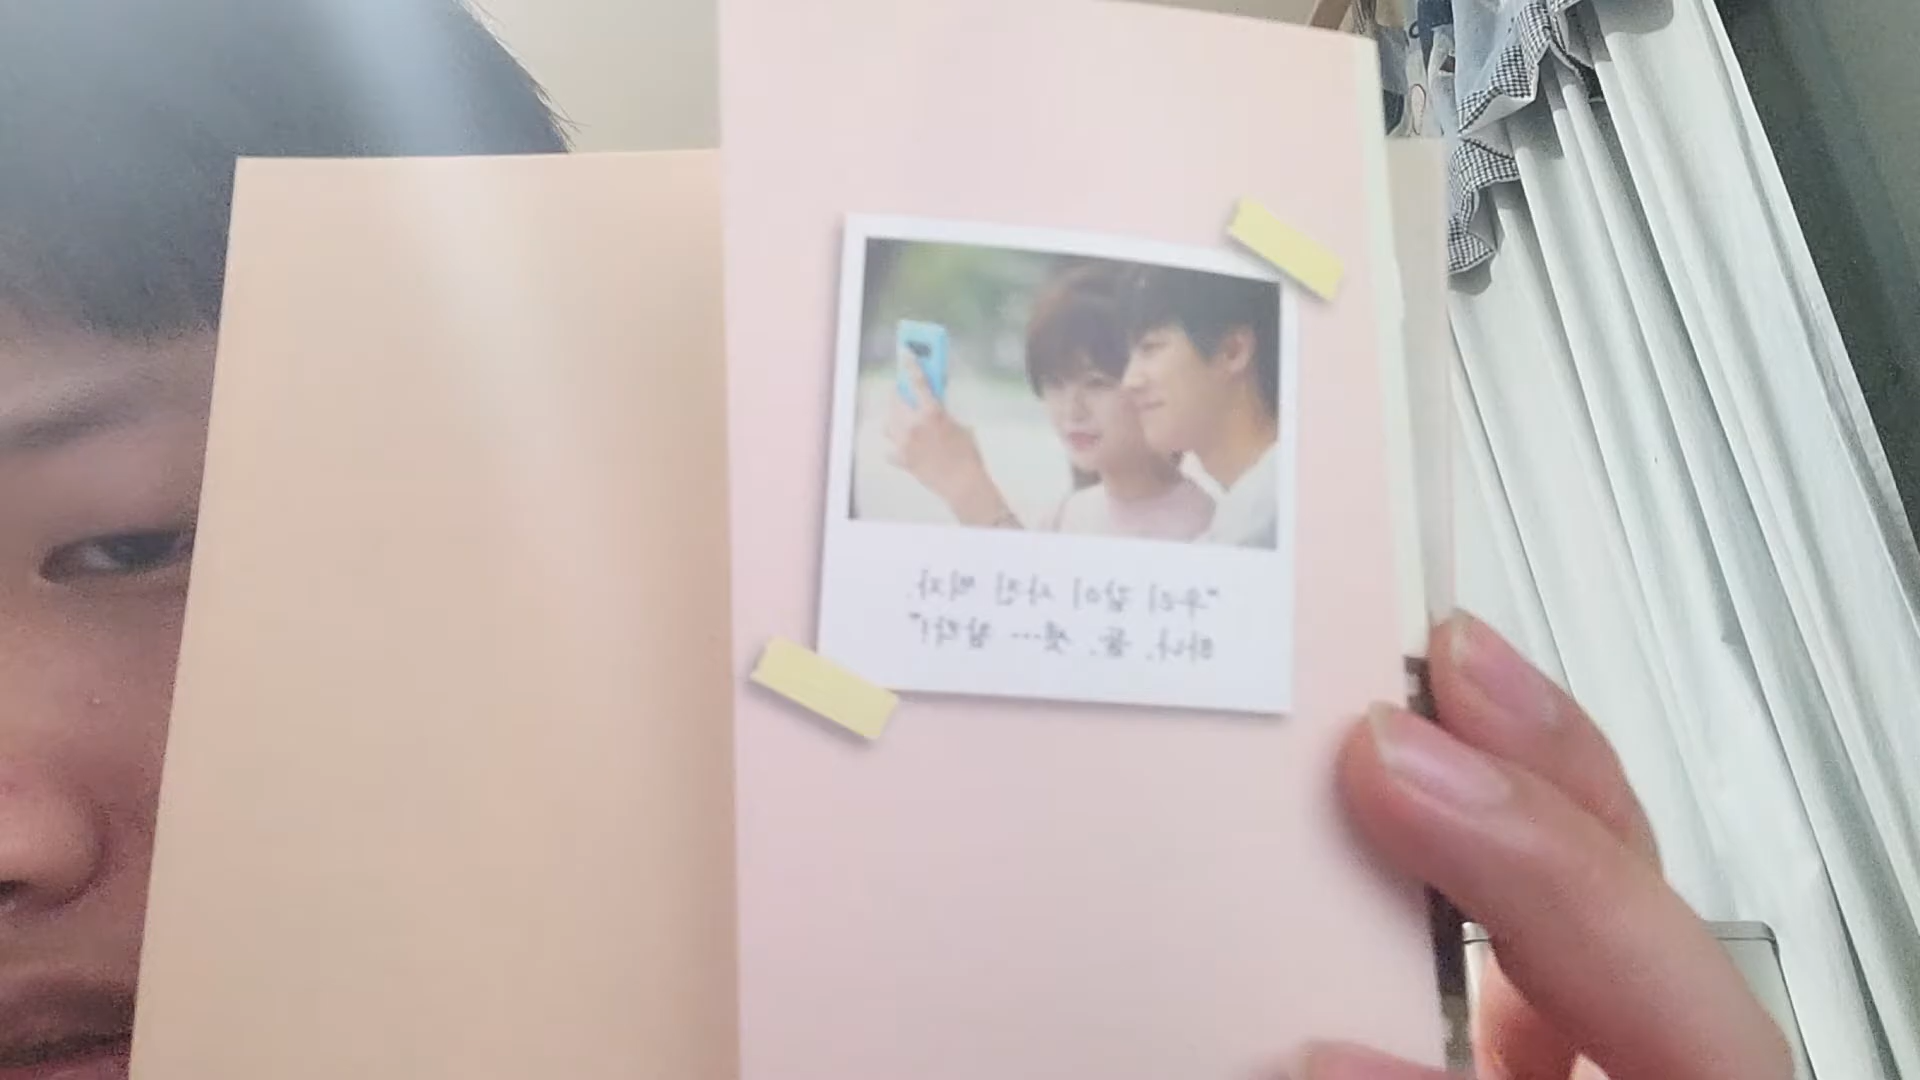 "우리 같이 사진 찍자.
하나, 둘, 셋… 찰칵!"